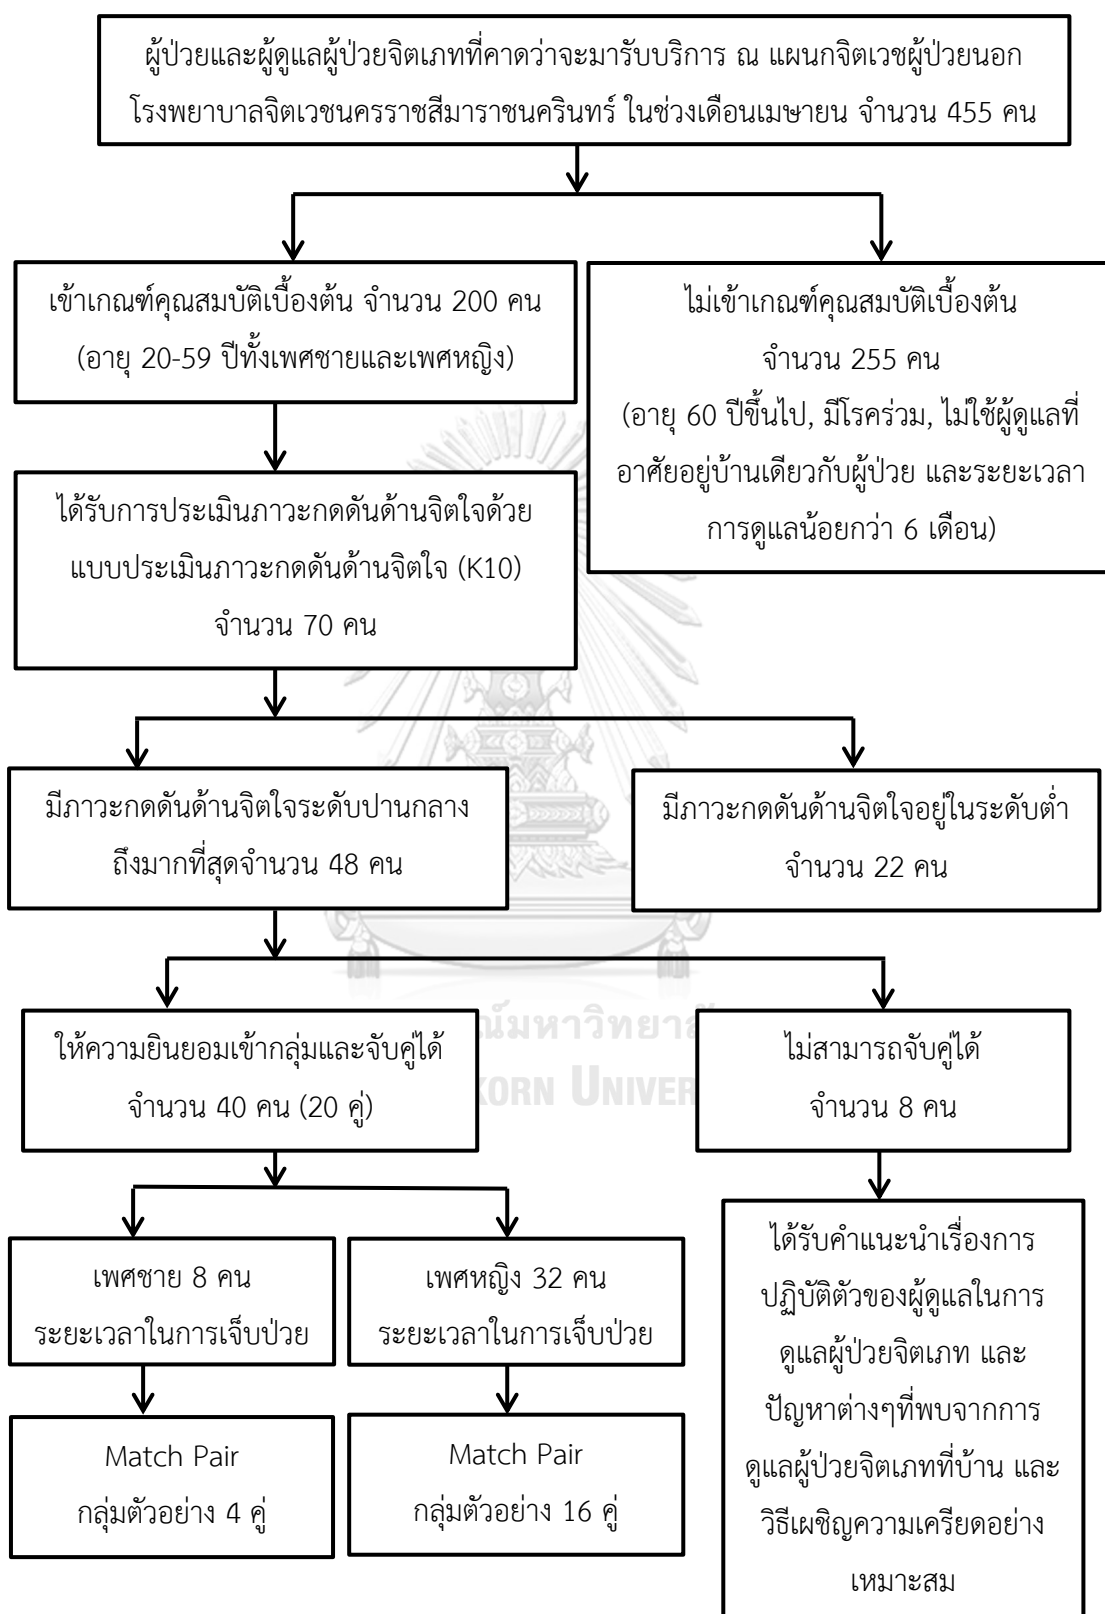 ผู้ป่วยและผู้ดูแลผู้ป่วยจิตเภทที่คาดว่าจะมารับบริการ ณ แผนกจิตเวชผู้ป่วยนอก
โรงพยาบาลจิตเวชนครราชสีมาราชนครินทร์ ในช่วงเดือนเมษายน จำนวน 455 คน
เข้าเกณฑ์คุณสมบัติเบื้องต้น จำนวน 200 คน
(อายุ 20-59 ปีทั้งเพศชายและเพศหญิง)
ไม่เข้าเกณฑ์คุณสมบัติเบื้องต้น
จำนวน 255 คน
(อายุ 60 ปีขึ้นไป, มีโรคร่วม, ไม่ใช้ผู้ดูแลที่
อาศัยอยู่บ้านเดียวกับผู้ป่วย และระยะเวลา
การดูแลน้อยกว่า 6 เดือน)
ได้รับการประเมินภาวะกดดันด้านจิตใจด้วย
แบบประเมินภาวะกดดันด้านจิตใจ (K10)
จำนวน 70 คน
มีภาวะกดดันด้านจิตใจระดับปานกลาง
ถึงมากที่สุดจำนวน 48 คน
มีภาวะกดดันด้านจิตใจอยู่ในระดับต่ำ
จำนวน 22 คน
ให้ความยินยอมเข้ากลุ่มและจับคู่ได้
จำนวน 40 คน (20 คู่)
ณ์มหาวิทยาลั
KORN UNIVER
ไม่สามารถจับคู่ได้
จำนวน 8 คน
เพศชาย 8 คน
ระยะเวลาในการเจ็บป่วย
เพศหญิง 32 คน
ระยะเวลาในการเจ็บป่วย
ได้รับคำแนะนำเรื่องการ
ปฏิบัติตัวของผู้ดูแลในการ
ดูแลผู้ป่วยจิตเภท และ
ปัญหาต่างๆที่พบจากการ
ดูแลผู้ป่วยจิตเภทที่บ้าน และ
วิธีเผชิญความเครียดอย่าง
เหมาะสม
Match Pair
กลุ่มตัวอย่าง 4 คู่
Match Pair
กลุ่มตัวอย่าง 16 คู่